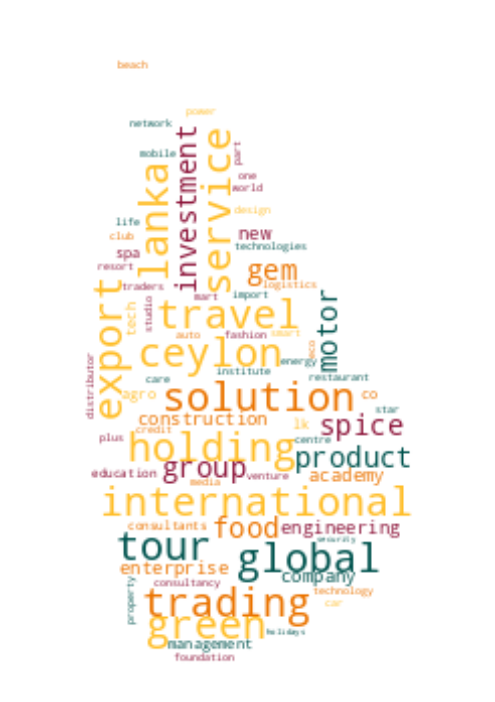 beach
power
network
service
investment
part
mobile
lanka
one
world
design
life
club
new
technologies
spa
resort
gem
traders
logistics
export
mart
import
motor
studio
tech
travel
auto
fashion
smart
ceylon
eco
energy
institute
distributor
care
restaurant
agro
solution
co
star
construction
credit
lk
spice
plus
holding
centre
product
education
group
venture
academy
media
international
consultants
food
engineering
security
tour
global
enterprise
company
consultancy
property
trading
technology
car
green
holidays
management
foundation